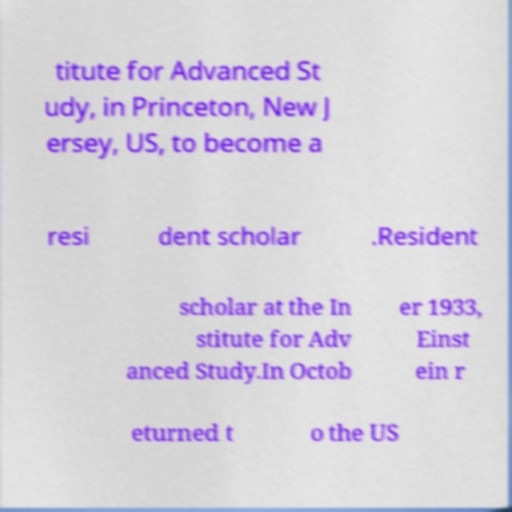 titute for Advanced St
udy, in Princeton, New J
ersey, US, to become a
resi
dent scholar
.Resident
scholar at the In
stitute for Adv
anced Study.In Octob
er 1933,
Einst
ein r
eturned t
o the US